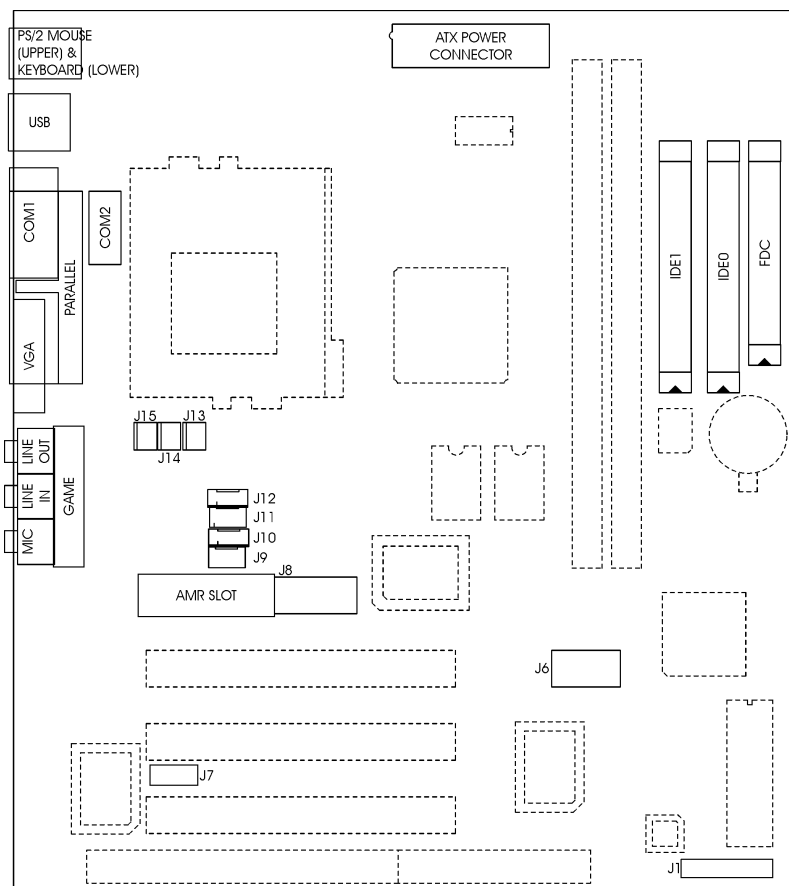 PS/2 MOUSE
(UPPER) &
KEYBOARD (LOWER)
ATX POWER
CONNECTOR
USB
COM1
PARALLEL
COM2
VGA
IDE1
IDE0
FDC
J15
J13
J14
LINE
OUT
LINE
IN
MIC
GAME
J12
J11
J10
J9
J8
AMR SLOT
J6
J7
J1